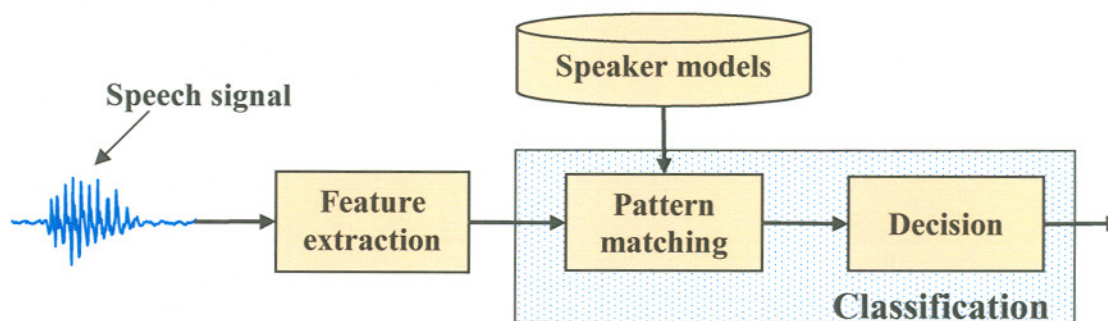 Speaker models
Speech signal
Feature
extraction
Pattern
matching
Decision
Classification